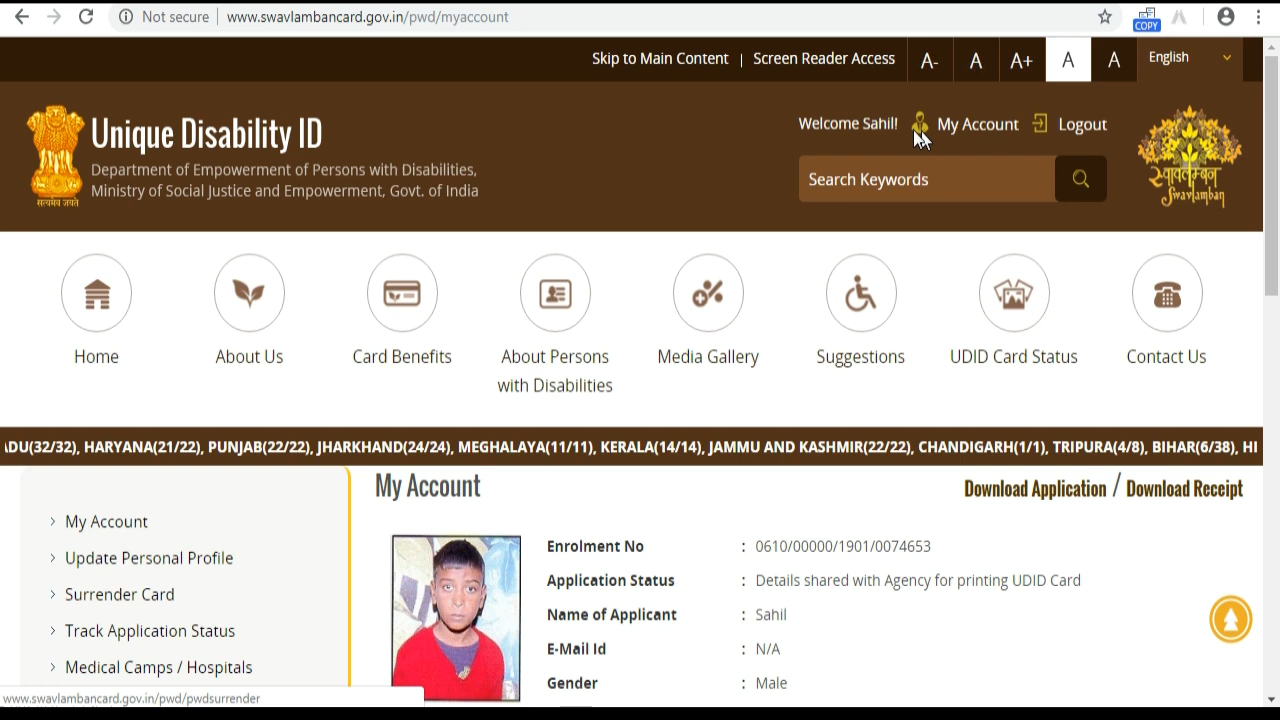 Not secure | www.swavlambancard.gov.in/pwd/myaccount
COPY
Skip to Main Content | Screen Reader Access A- A A+ A A English
Unique Disability ID
Department of Empowerment of Persons with Disabilities,
Ministry of Social Justice and Empowerment, Govt. of India
सत्यमेव जयते
Welcome Sahil! My Account Logout
Search Keywords
स्वावलम्बन
Swavlamban
Home About Us Card Benefits About Persons with Disabilities Media Gallery Suggestions UDID Card Status Contact Us
ADU(32/32), HARYANA(21/22), PUNJAB(22/22), JHARKHAND(24/24), MEGHALAYA(11/11), KERALA(14/14), JAMMU AND KASHMIR(22/22), CHANDIGARH(1/1), TRIPURA(4/8), BIHAR(6/38), HI
My Account
Update Personal Profile
Surrender Card
Track Application Status
Medical Camps / Hospitals
My Account
Download Application / Download Receipt
Enrolment No : 0610/00000/1901/0074653
Application Status : Details shared with Agency for printing UDID Card
Name of Applicant : Sahil
E-Mail Id : N/A
Gender : Male
www.swavlambancard.gov.in/pwd/pwdsurrender